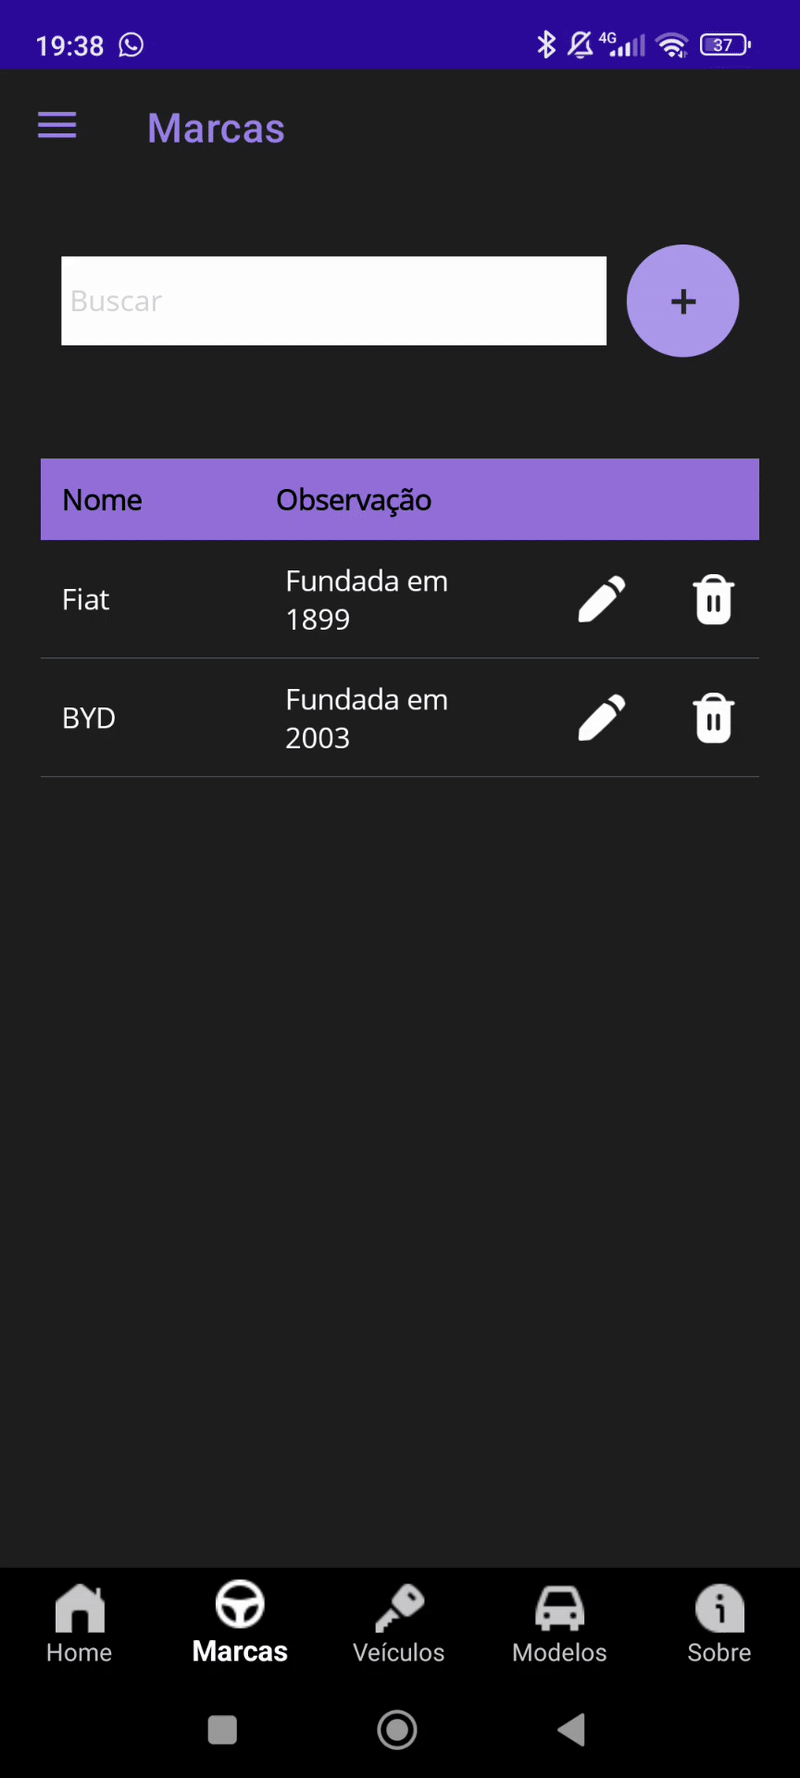 19:38
4G
37
Marcas
Buscar
+
Nome Observação
Fiat
Fundada em
1899
BYD
Fundada em
2003
Home Marcas Veículos Modelos Sobre